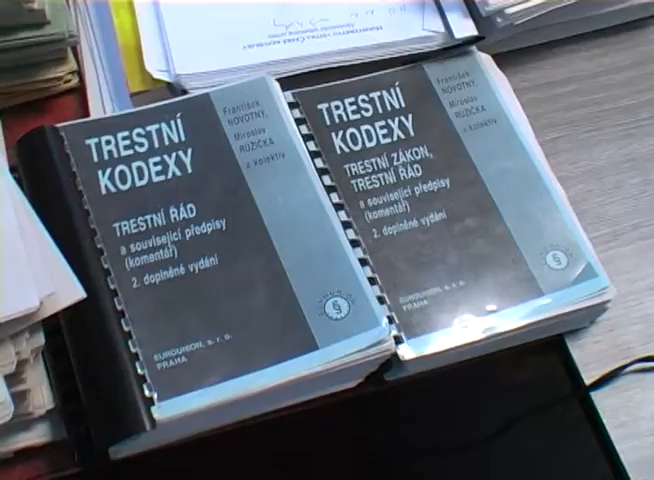 TRESTNÍ
KODEXY
TRESTNÍ ŘÁD
a související předpisy
(komentář)
2. doplněné vydání
EUROUNION, s. r. o.
PRAHA
František
NOVOTNÝ,
Miroslav
RŮŽIČKA
a kolektiv
§
TRESTNÍ
KODEXY
TRESTNÍ ZÁKON,
TRESTNÍ ŘÁD
a související předpisy
(komentář)
2. doplněné vydání
EUROUNION, s. r. o.
PRAHA
František
NOVOTNÝ,
Miroslav
RŮŽIČKA
a kolektiv
§